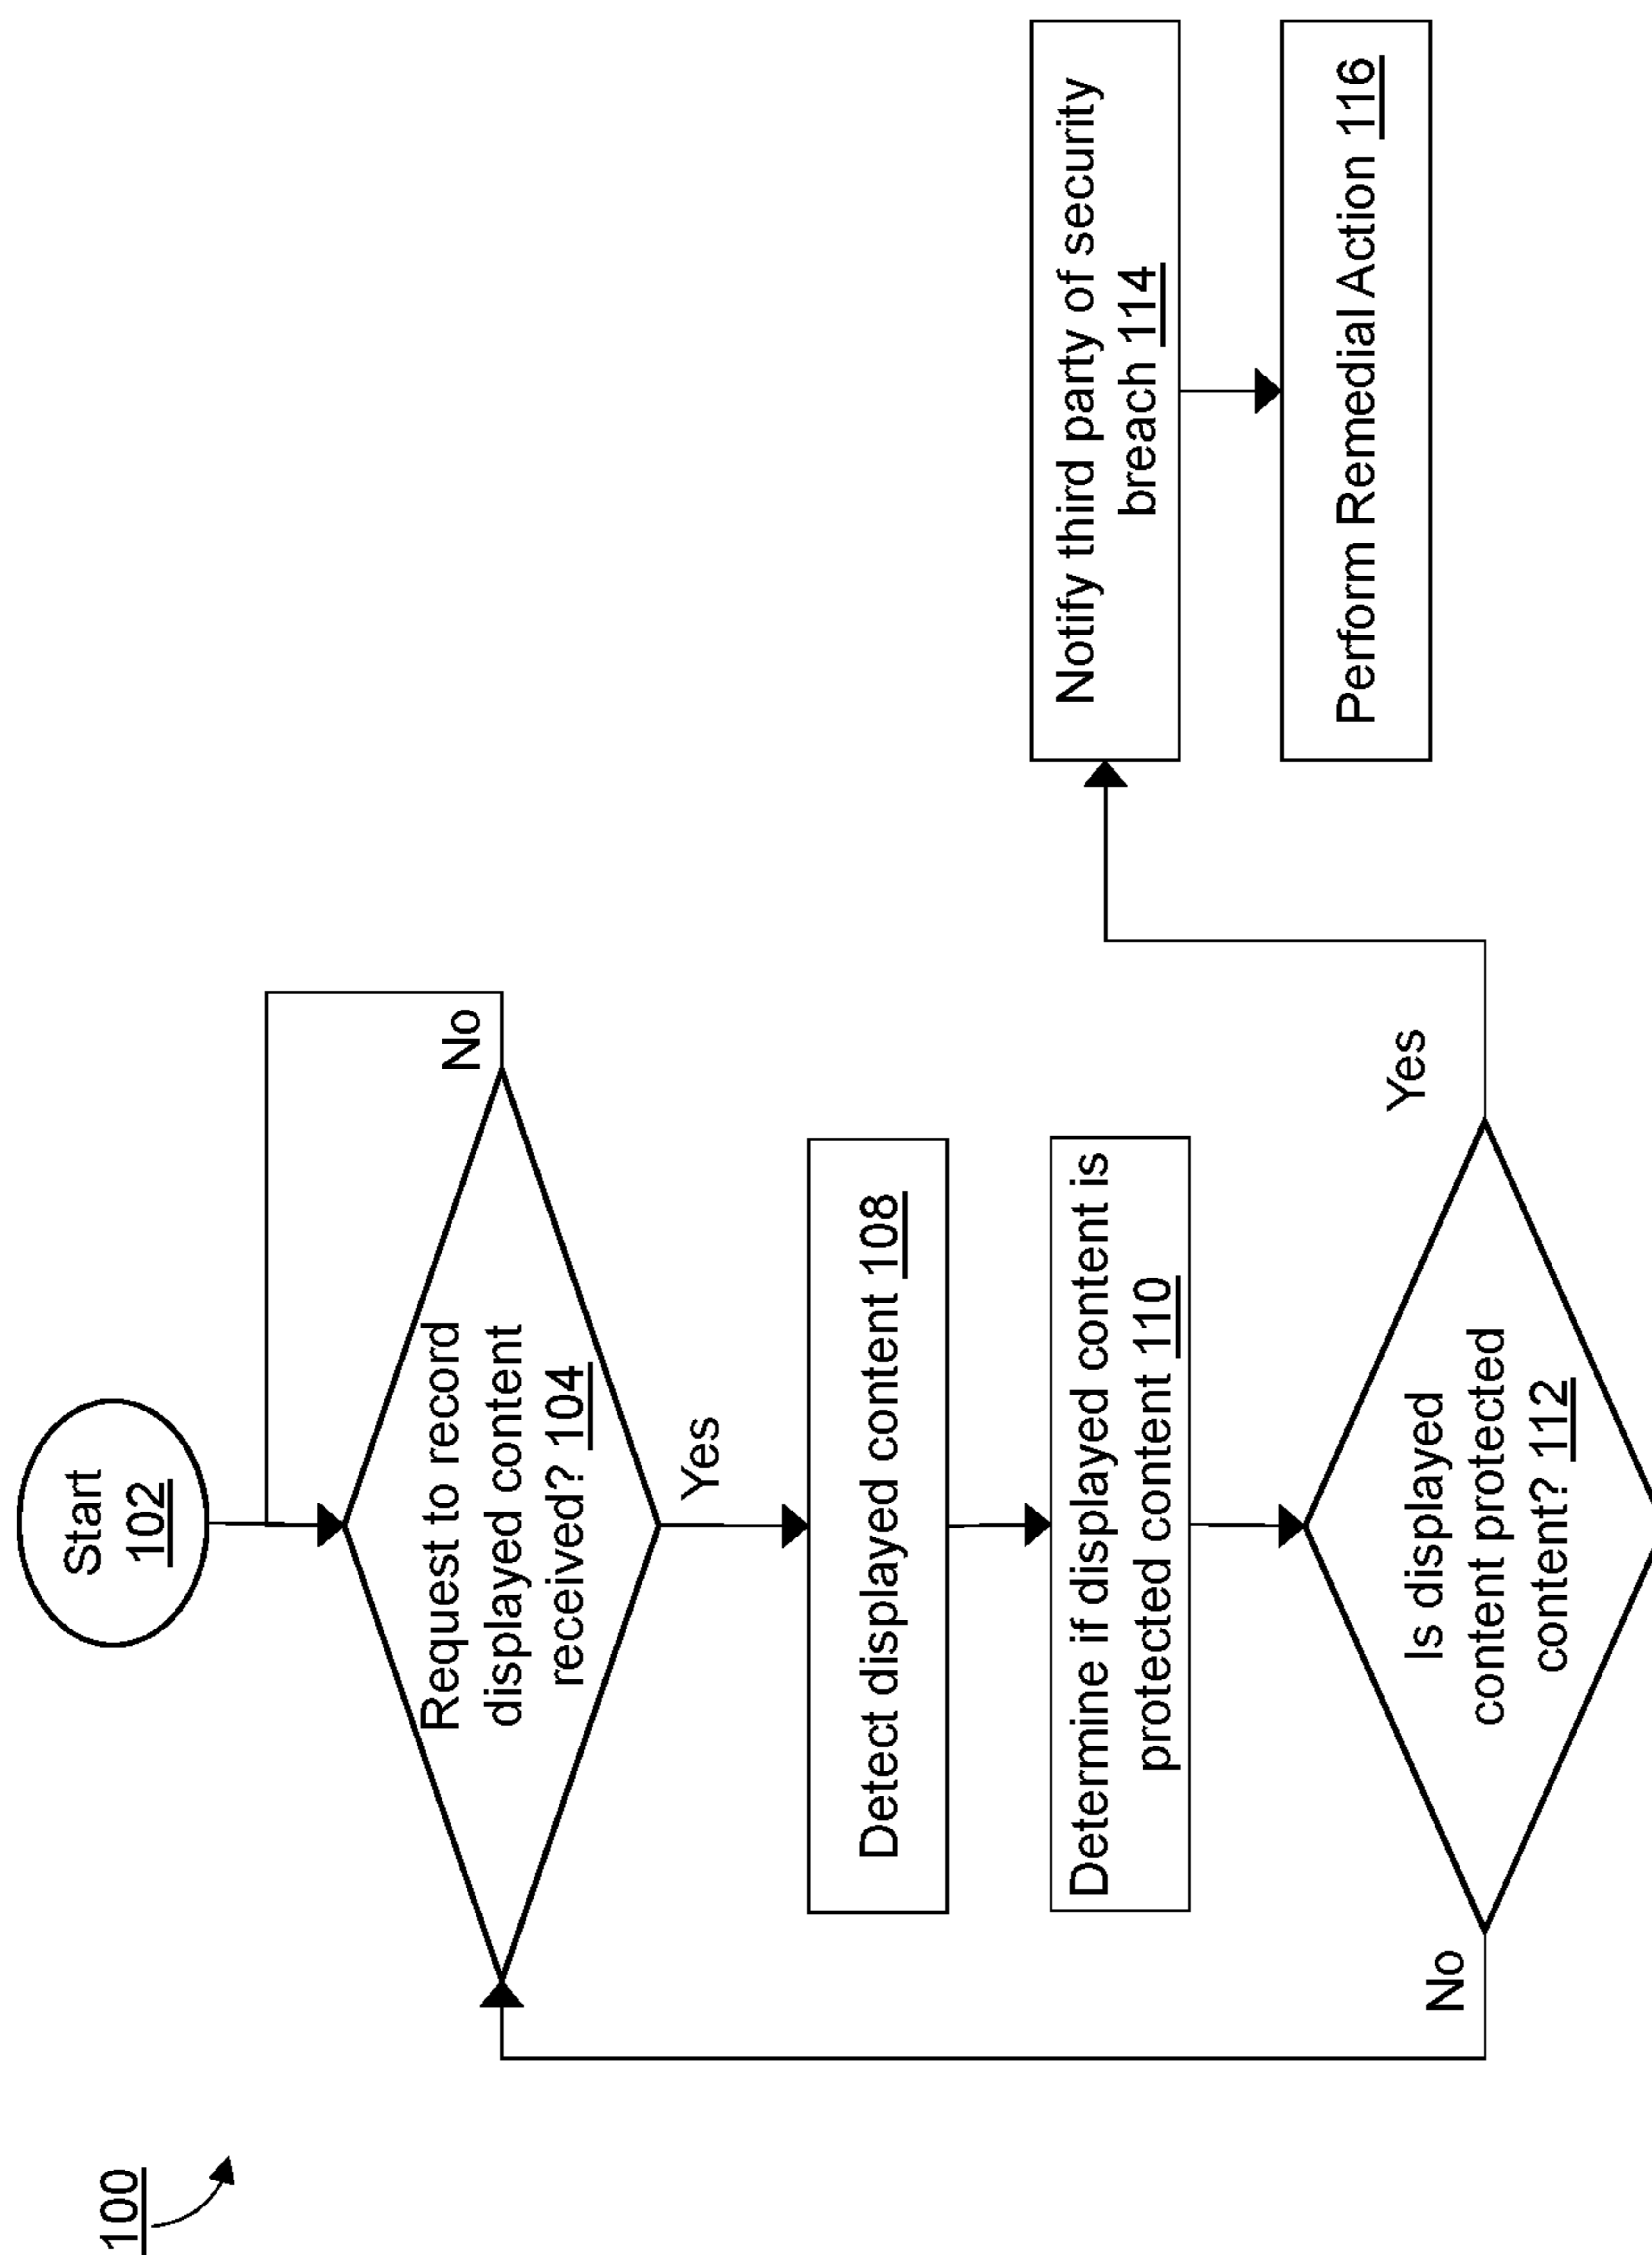 100
Start
102
Request to record
displayed content
received? 104
No
Yes
Detect displayed content 108
Determine if displayed content is
protected content 110
Is displayed
content protected
content? 112
No
Yes
Notify third party of security
breach 114
Perform Remedial Action 116